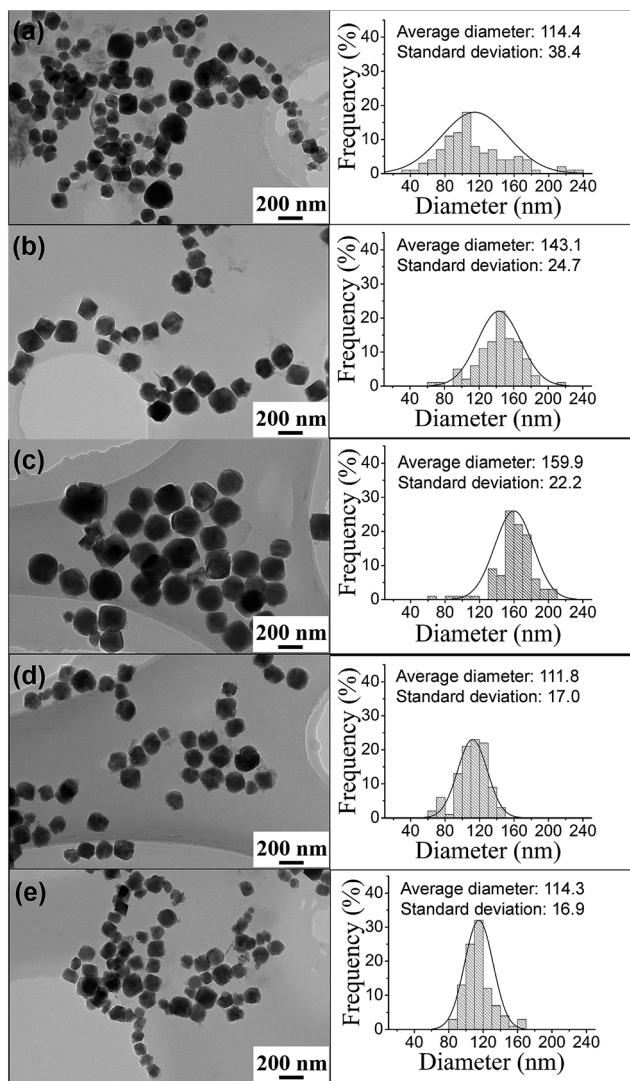 (a)
200 nm
Average diameter: 114.4
Standard deviation: 38.4
Frequency (%)
40
30
20
10
0
40 80 120 160 200 240
Diameter (nm)
(b)
200 nm
Average diameter: 143.1
Standard deviation: 24.7
Frequency (%)
40
30
20
10
0
40 80 120 160 200 240
Diameter (nm)
(c)
200 nm
Average diameter: 159.9
Standard deviation: 22.2
Frequency (%)
40
30
20
10
0
40 80 120 160 200 240
Diameter (nm)
(d)
200 nm
Average diameter: 111.8
Standard deviation: 17.0
Frequency (%)
40
30
20
10
0
40 80 120 160 200 240
Diameter (nm)
(e)
200 nm
Average diameter: 114.3
Standard deviation: 16.9
Frequency (%)
40
30
20
10
0
40 80 120 160 200 240
Diameter (nm)